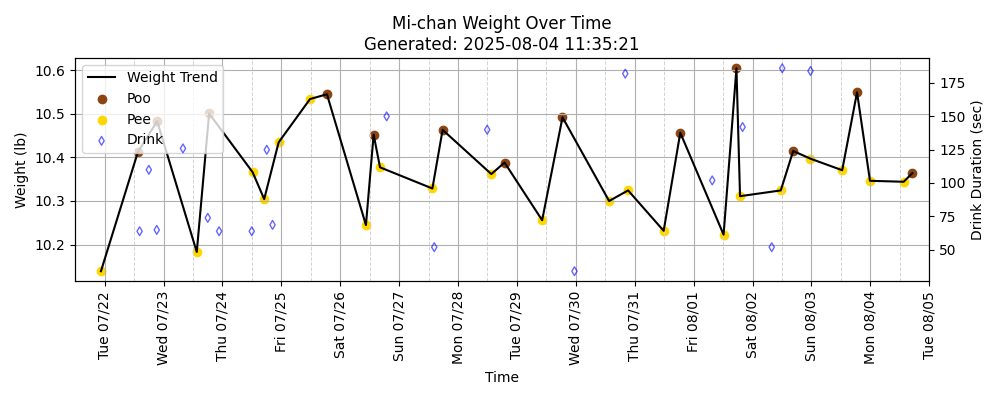 Mi-chan Weight Over Time
Generated: 2025-08-04 11:35:21
Weight (lb)
10.6
10.5
10.4
10.3
10.2
Weight Trend
Poo
Pee
Drink
175
150
125
100
75
50
Drink Duration (sec)
Tue 07/22
Wed 07/23
Thu 07/24
Fri 07/25
Sat 07/26
Sun 07/27
Mon 07/28
Tue 07/29
Wed 07/30
Thu 07/31
Fri 08/01
Sat 08/02
Sun 08/03
Mon 08/04
Tue 08/05
Time